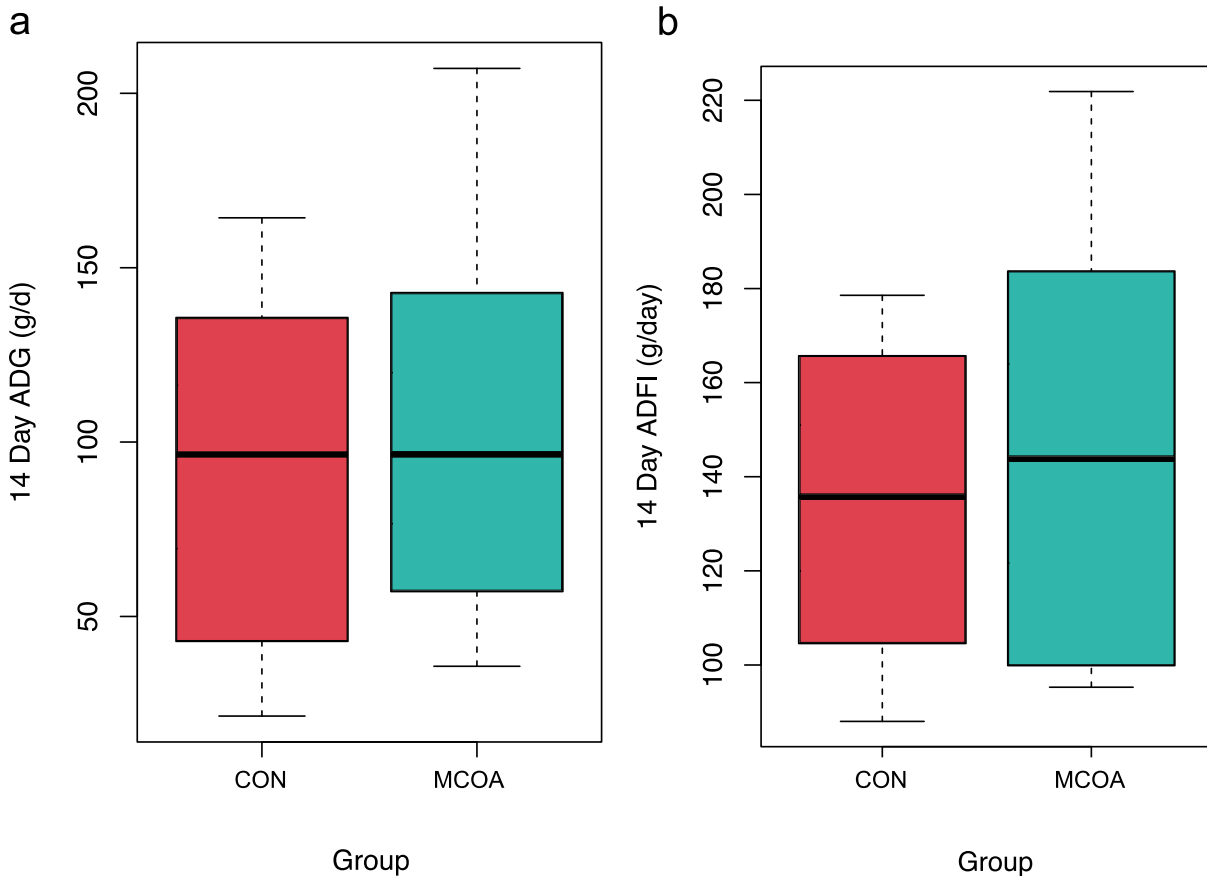 a
14 Day ADG (g/d)
200
150
100
50
CON
MCOA
Group
b
14 Day ADFI (g/day)
220
200
180
160
140
120
100
CON
MCOA
Group